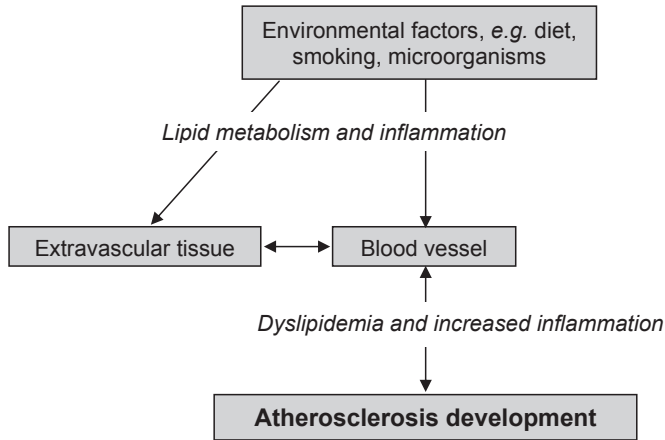 Environmental factors, e.g. diet,
smoking, microorganisms
Lipid metabolism and inflammation
Extravascular tissue
Blood vessel
Dyslipidemia and increased inflammation
Atherosclerosis development